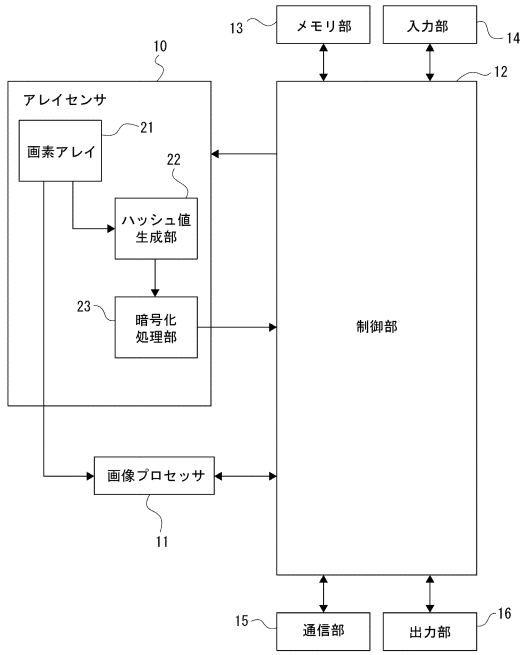 13
メモリ部
入力部
14
10
12
アレイセンサ
21
画素アレイ
22
ハッシュ値
生成部
23
暗号化
処理部
制御部
画像プロセッサ
11
15
通信部
出力部
16